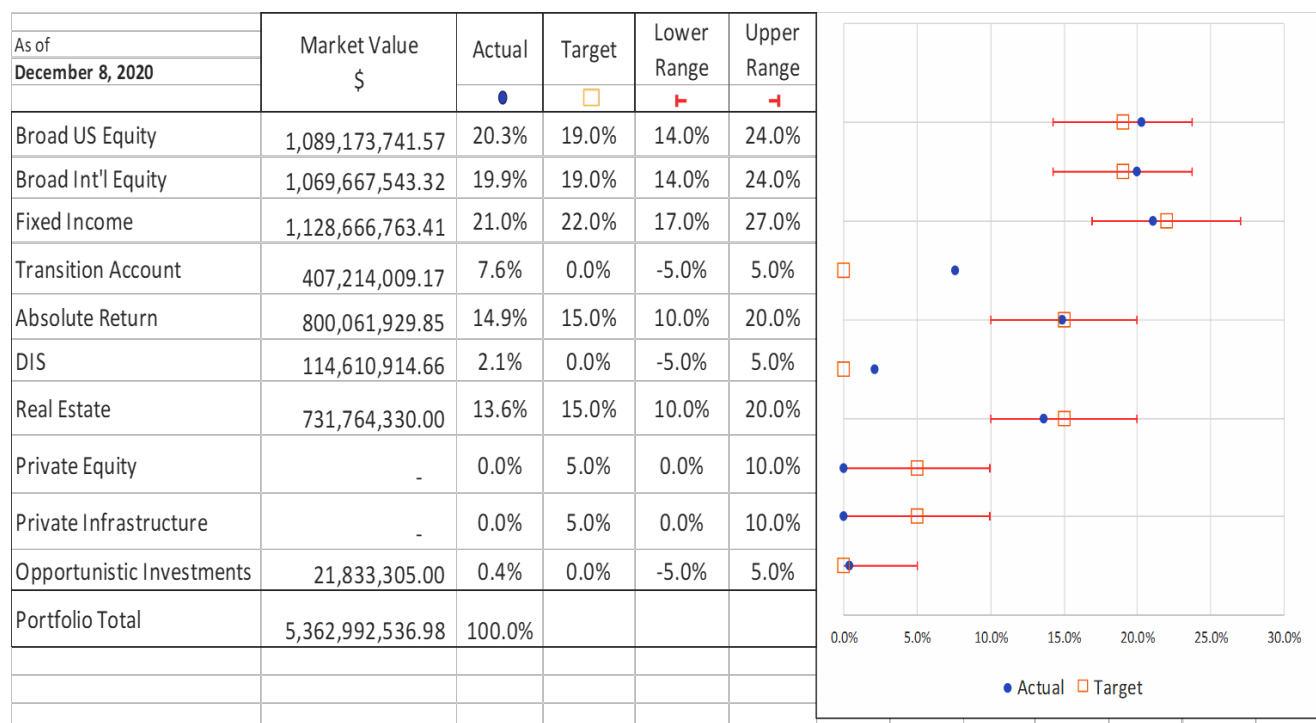 As of
December 8, 2020
Market Value
$
Actual
Target
Lower
Range
Upper
Range
Broad US Equity 1,089,173,741.57 20.3% 19.0% 14.0% 24.0%
Broad Int'l Equity 1,069,667,543.32 19.9% 19.0% 14.0% 24.0%
Fixed Income 1,128,666,763.41 21.0% 22.0% 17.0% 27.0%
Transition Account 407,214,009.17 7.6% 0.0% -5.0% 5.0%
Absolute Return 800,061,929.85 14.9% 15.0% 10.0% 20.0%
DIS 114,610,914.66 2.1% 0.0% -5.0% 5.0%
Real Estate 731,764,330.00 13.6% 15.0% 10.0% 20.0%
Private Equity - 0.0% 5.0% 0.0% 10.0%
Private Infrastructure - 0.0% 5.0% 0.0% 10.0%
Opportunistic Investments 21,833,305.00 0.4% 0.0% -5.0% 5.0%
Portfolio Total 5,362,992,536.98 100.0%
0.0% 5.0% 10.0% 15.0% 20.0% 25.0% 30.0%
Actual Target